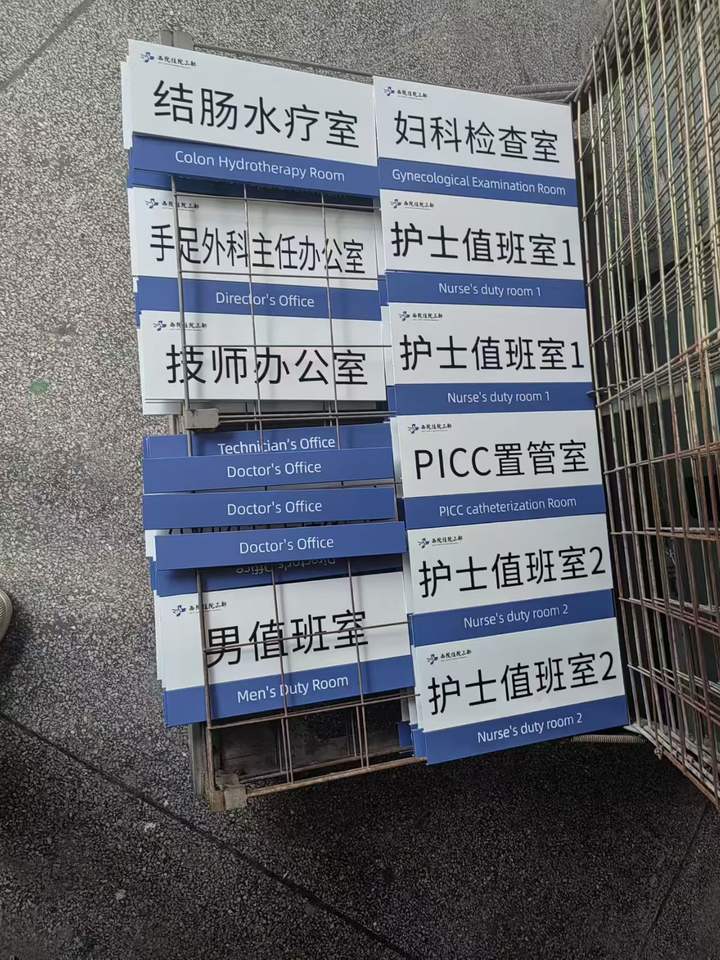 结肠水疗室
Colon Hydrotherapy Room
手足外科主任办公室
Director's Office
技师办公室
Technician's Office
Doctor's Office
Doctor's Office
Doctor's Office
Director's Office
男值班室
Men's Duty Room
妇科检查室
Gynecological Examination Room
护士值班室1
Nurse's duty room 1
护士值班室1
Nurse's duty room 1
PICC置管室
PICC catheterization Room
护士值班室2
Nurse's duty room 2
护士值班室2
Nurse's duty room 2